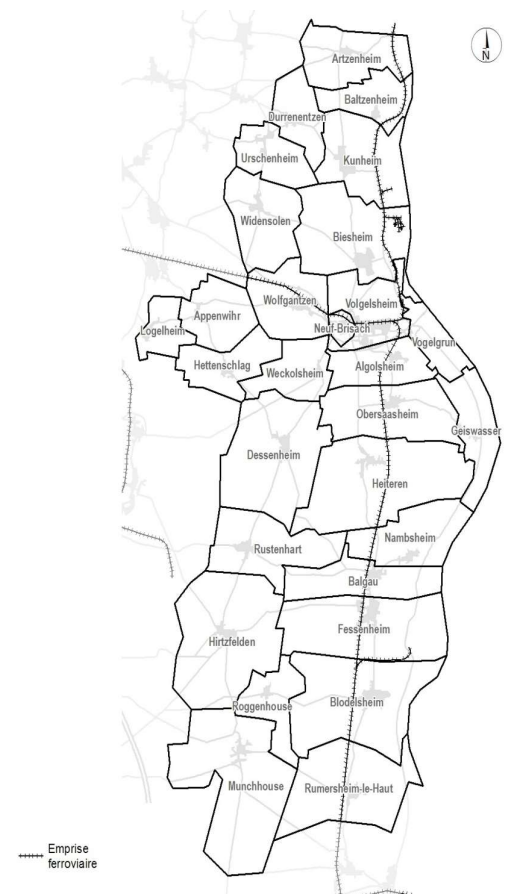 Artzenheim
N
Baltzenheim
Durrenentzen
Urschenheim
Kunheim
Widensolen
Biesheim
Wolfgantzen
Volgelsheim
Appenwihr
Logelheim
Neuf-Brisach
Vogelgrun
Hettenschlag
Weckolsheim
Algolsheim
Obersaasheim
Geiswasser
Dessenheim
Heiteren
Nambsheim
Rustenhart
Balgau
Fessenheim
Hirtzfelden
Roggenhouse
Blodelsheim
Munchhouse
Rumersheim-le-Haut
Emprise
ferroviaire